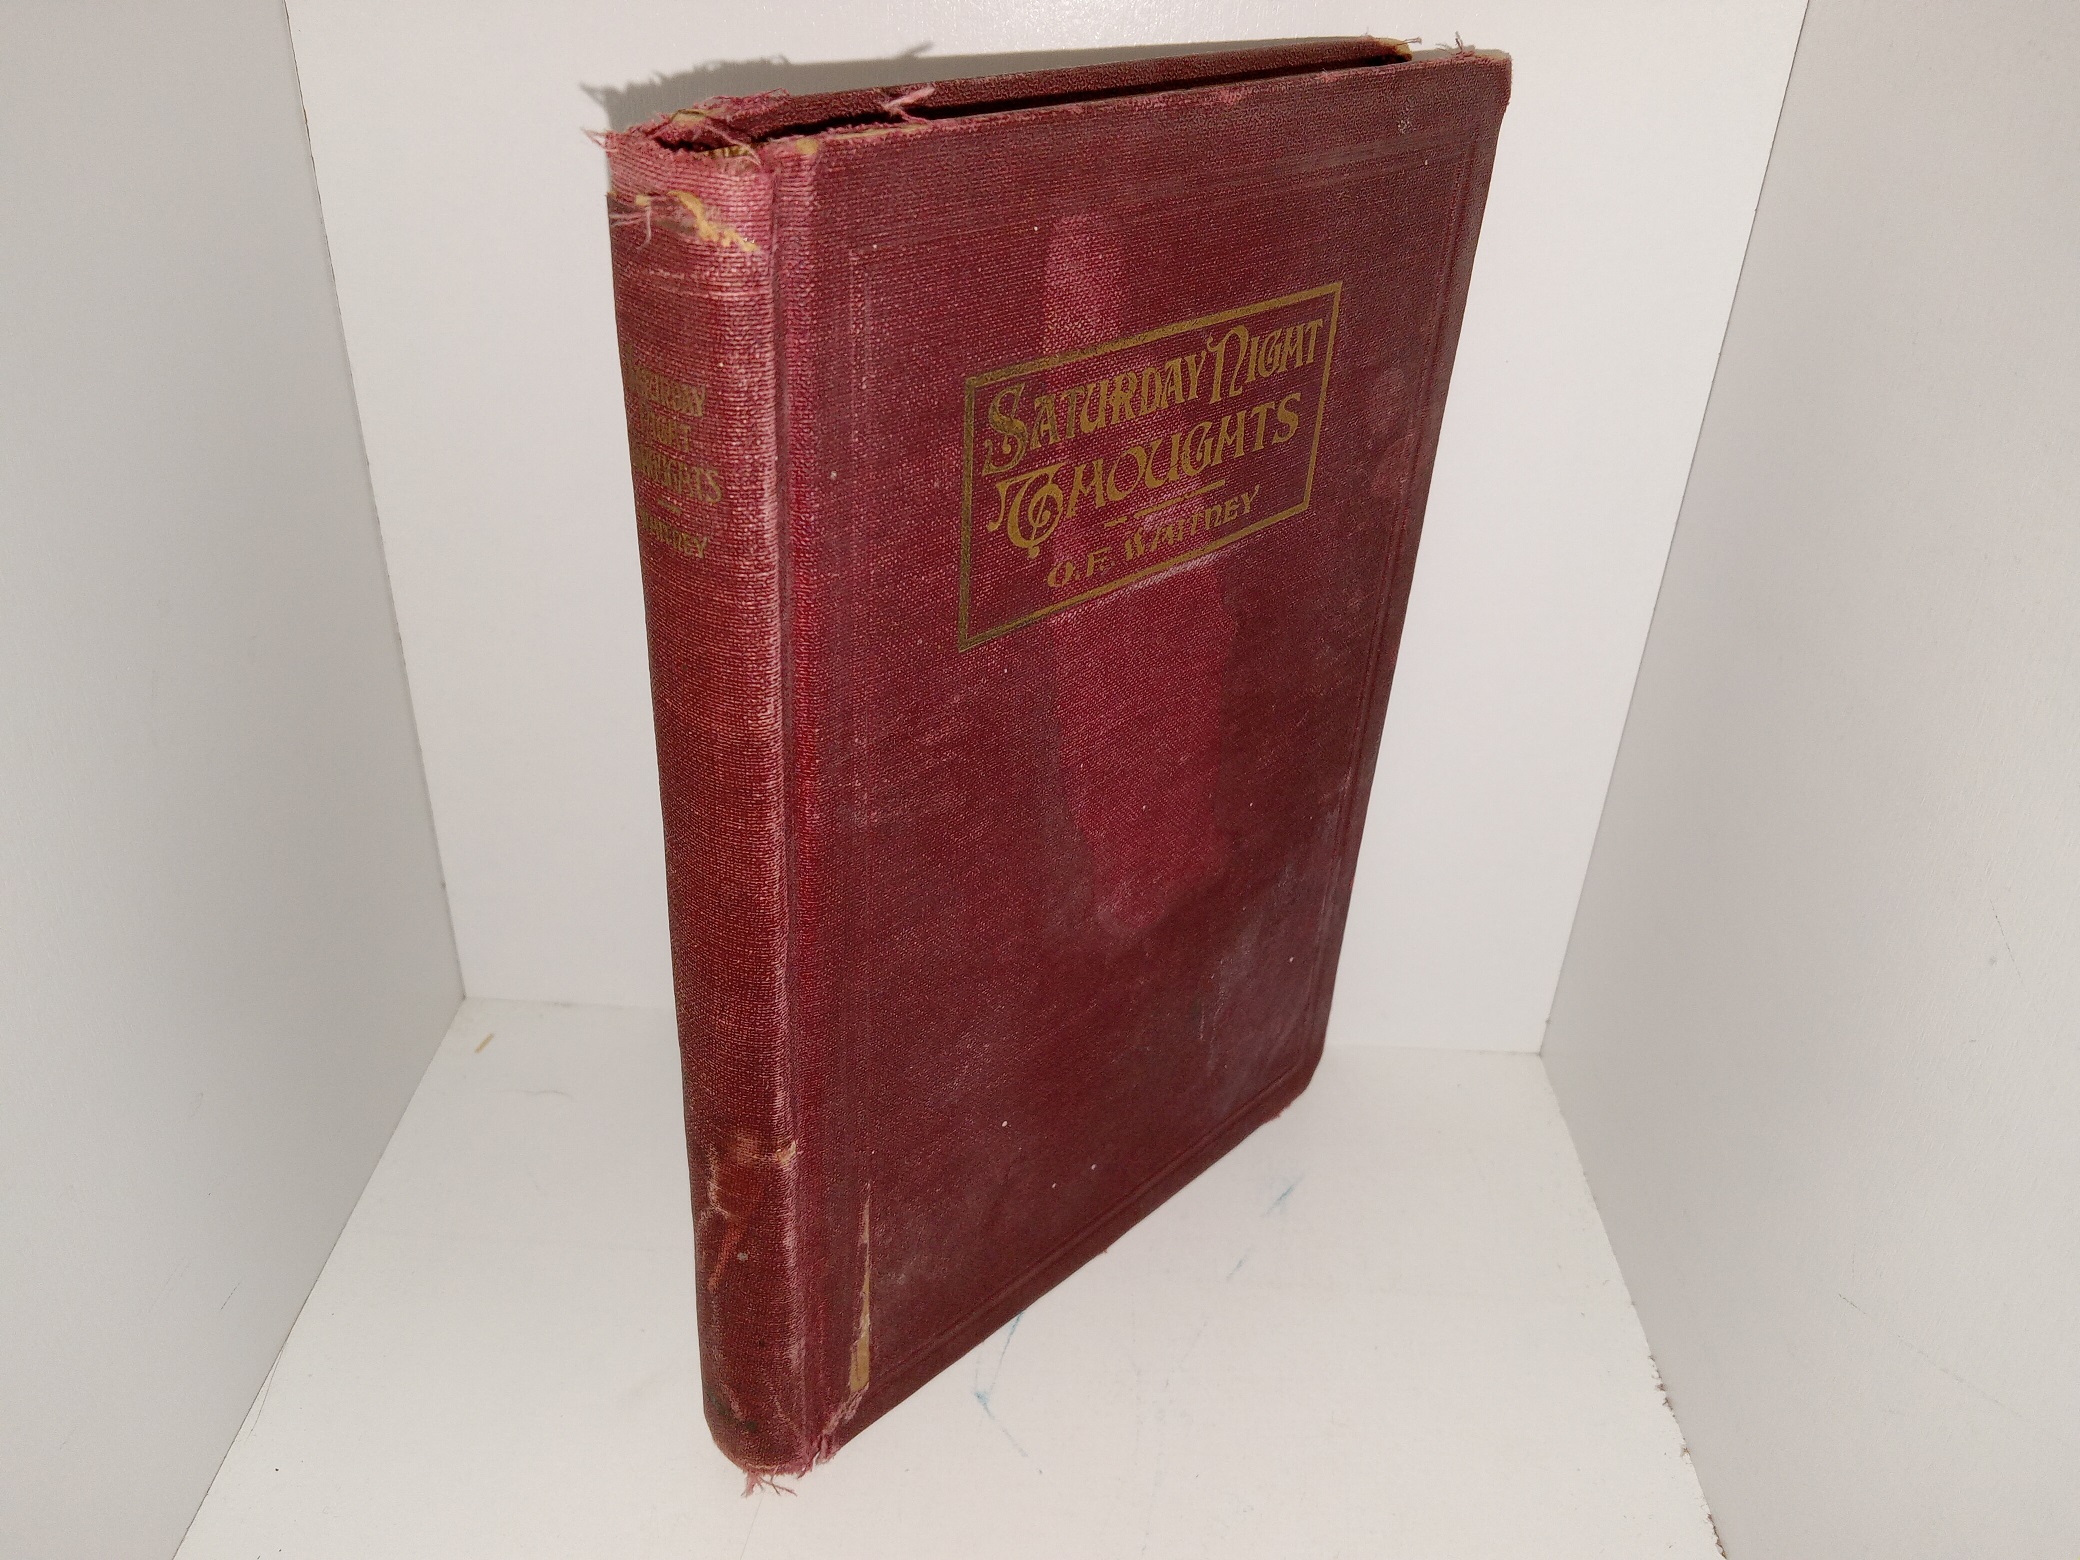 SATURDAY NIGHT
THOUGHTS
O. F. WHITNEY
SATURDAY
NIGHT
THOUGHTS
WHITNEY